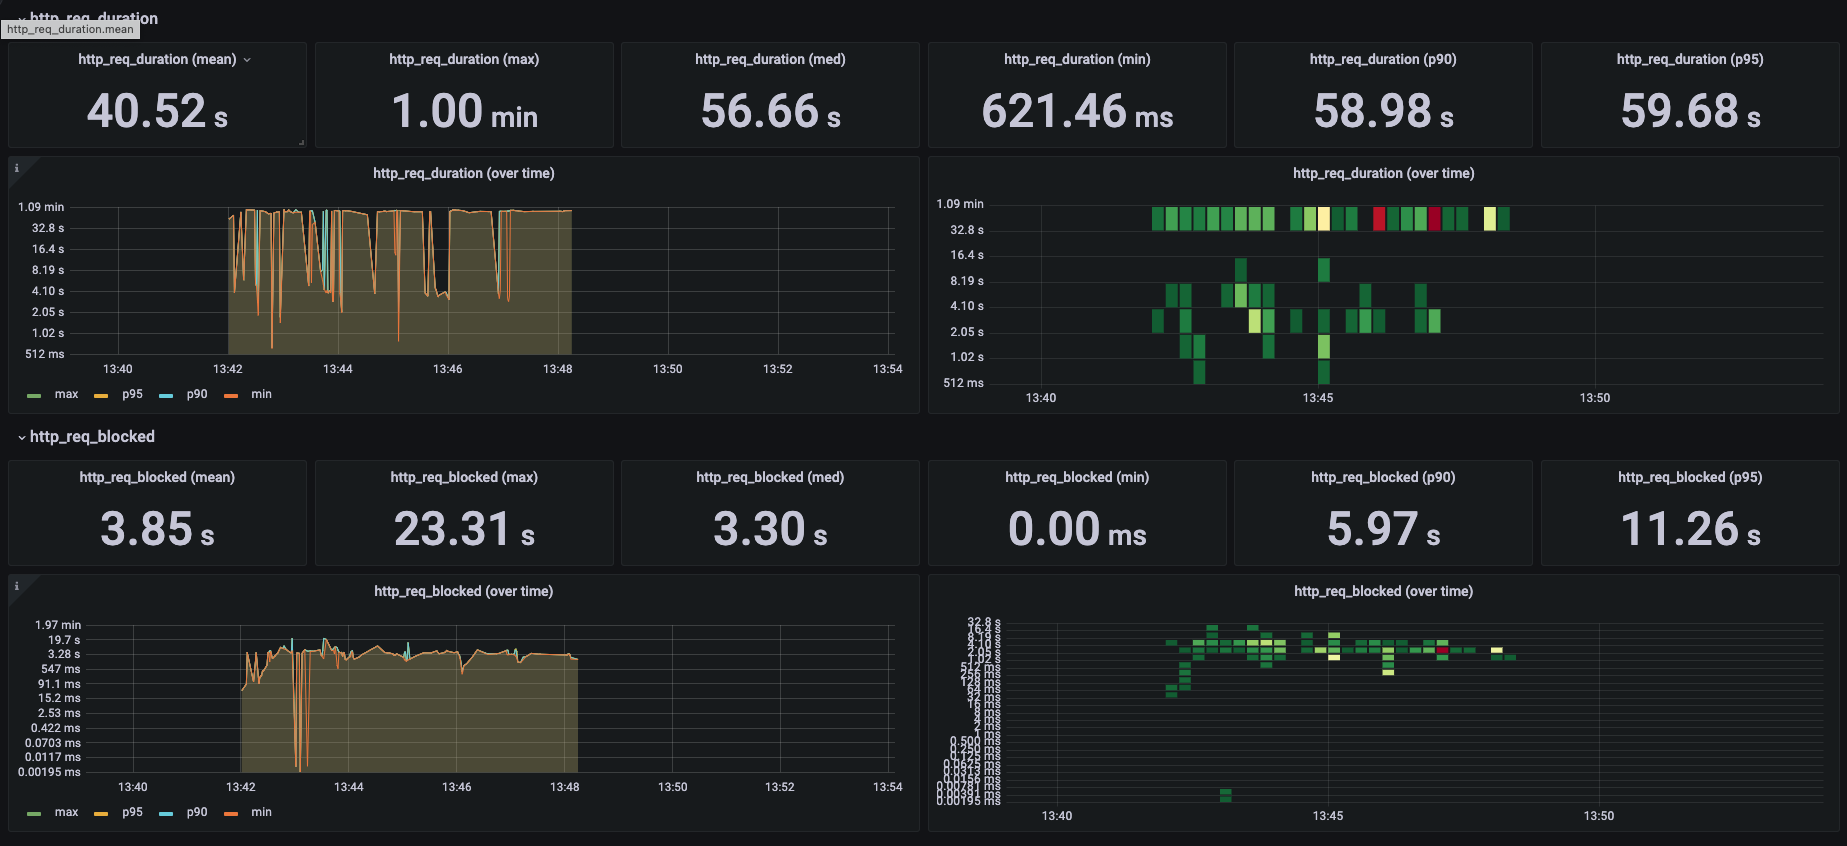 http_req_duration
http_req_duration.mean
http_req_duration (mean)
40.52 s
http_req_duration (max)
1.00 min
http_req_duration (med)
56.66 s
http_req_duration (min)
621.46 ms
http_req_duration (p90)
58.98 s
http_req_duration (p95)
59.68 s
http_req_duration (over time)
1.09 min
32.8 s
16.4 s
8.19 s
4.10 s
2.05 s
1.02 s
512 ms
13:40 13:42 13:44 13:46 13:48 13:50 13:52 13:54
max p95 p90 min
http_req_duration (over time)
1.09 min
32.8 s
16.4 s
8.19 s
4.10 s
2.05 s
1.02 s
512 ms
13:40 13:45 13:50
http_req_blocked
http_req_blocked (mean)
3.85 s
http_req_blocked (max)
23.31 s
http_req_blocked (med)
3.30 s
http_req_blocked (min)
0.00 ms
http_req_blocked (p90)
5.97 s
http_req_blocked (p95)
11.26 s
http_req_blocked (over time)
1.97 min
19.7 s
3.28 s
547 ms
91.1 ms
15.2 ms
2.53 ms
0.422 ms
0.0703 ms
0.0117 ms
0.00195 ms
13:40 13:42 13:44 13:46 13:48 13:50 13:52 13:54
max p95 p90 min
http_req_blocked (over time)
32.8 s
16.4 s
8.19 s
4.10 s
2.05 s
1.02 s
512 ms
256 ms
128 ms
64 ms
32 ms
16 ms
8 ms
4 ms
2 ms
1 ms
0.500 ms
0.250 ms
0.125 ms
0.0625 ms
0.0313 ms
0.0156 ms
0.00781 ms
0.00391 ms
0.00195 ms
13:40 13:45 13:50